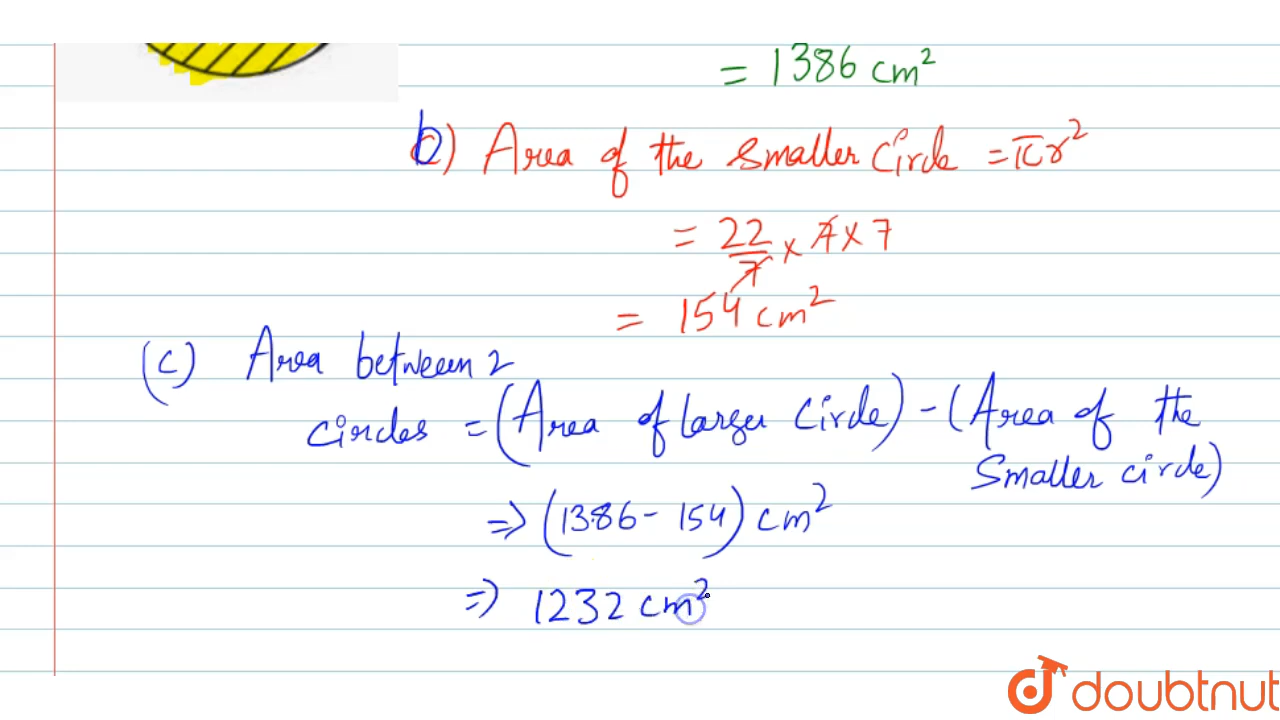 = 1386 cm²
b) Area of the smaller circle = πr²
= 22/7 × 7 × 7
= 154 cm²
(c) Area between 2
circles = (Area of larger circle) - (Area of the
smaller circle)
=> (1386 - 154) cm²
=> 1232 cm²
doubtnut